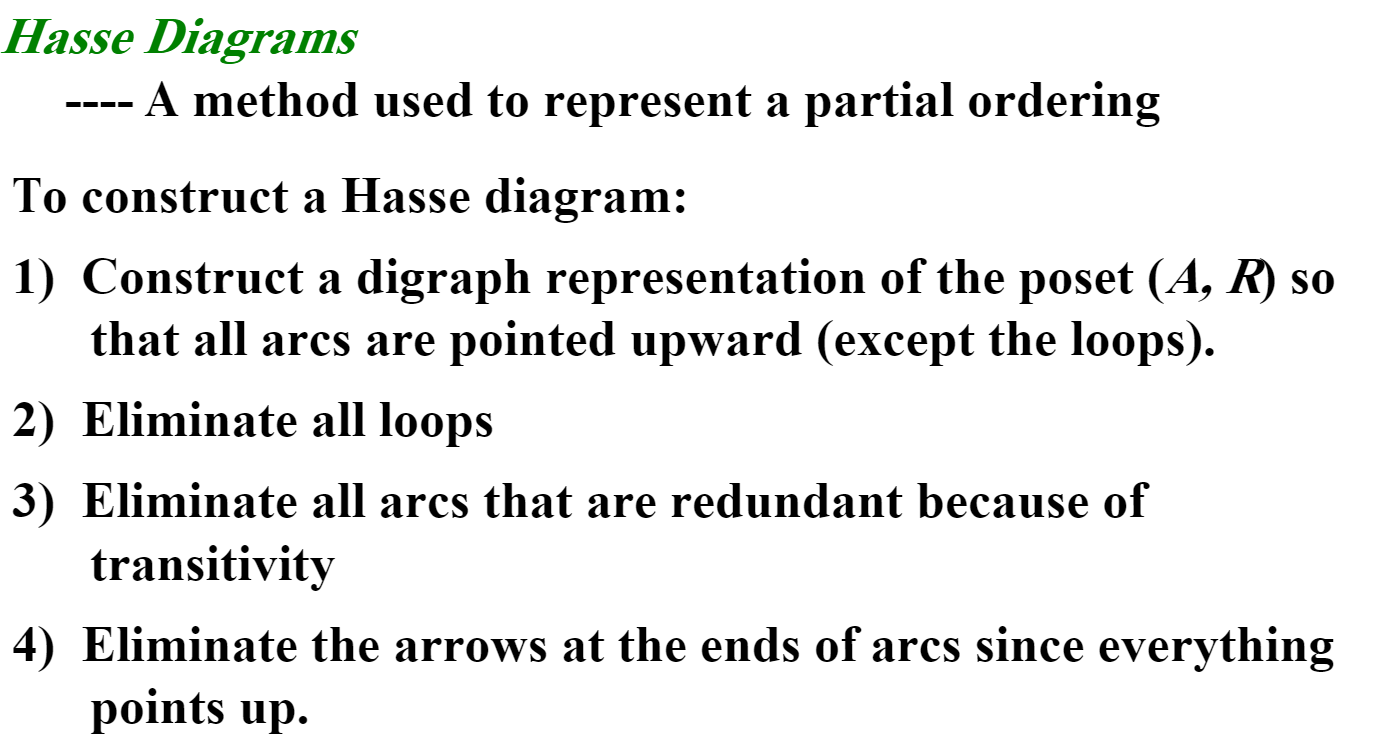 Hasse Diagrams
---- A method used to represent a partial ordering
To construct a Hasse diagram:
1) Construct a digraph representation of the poset (A, R) so
that all arcs are pointed upward (except the loops).
2) Eliminate all loops
3) Eliminate all arcs that are redundant because of
transitivity
4) Eliminate the arrows at the ends of arcs since everything
points up.